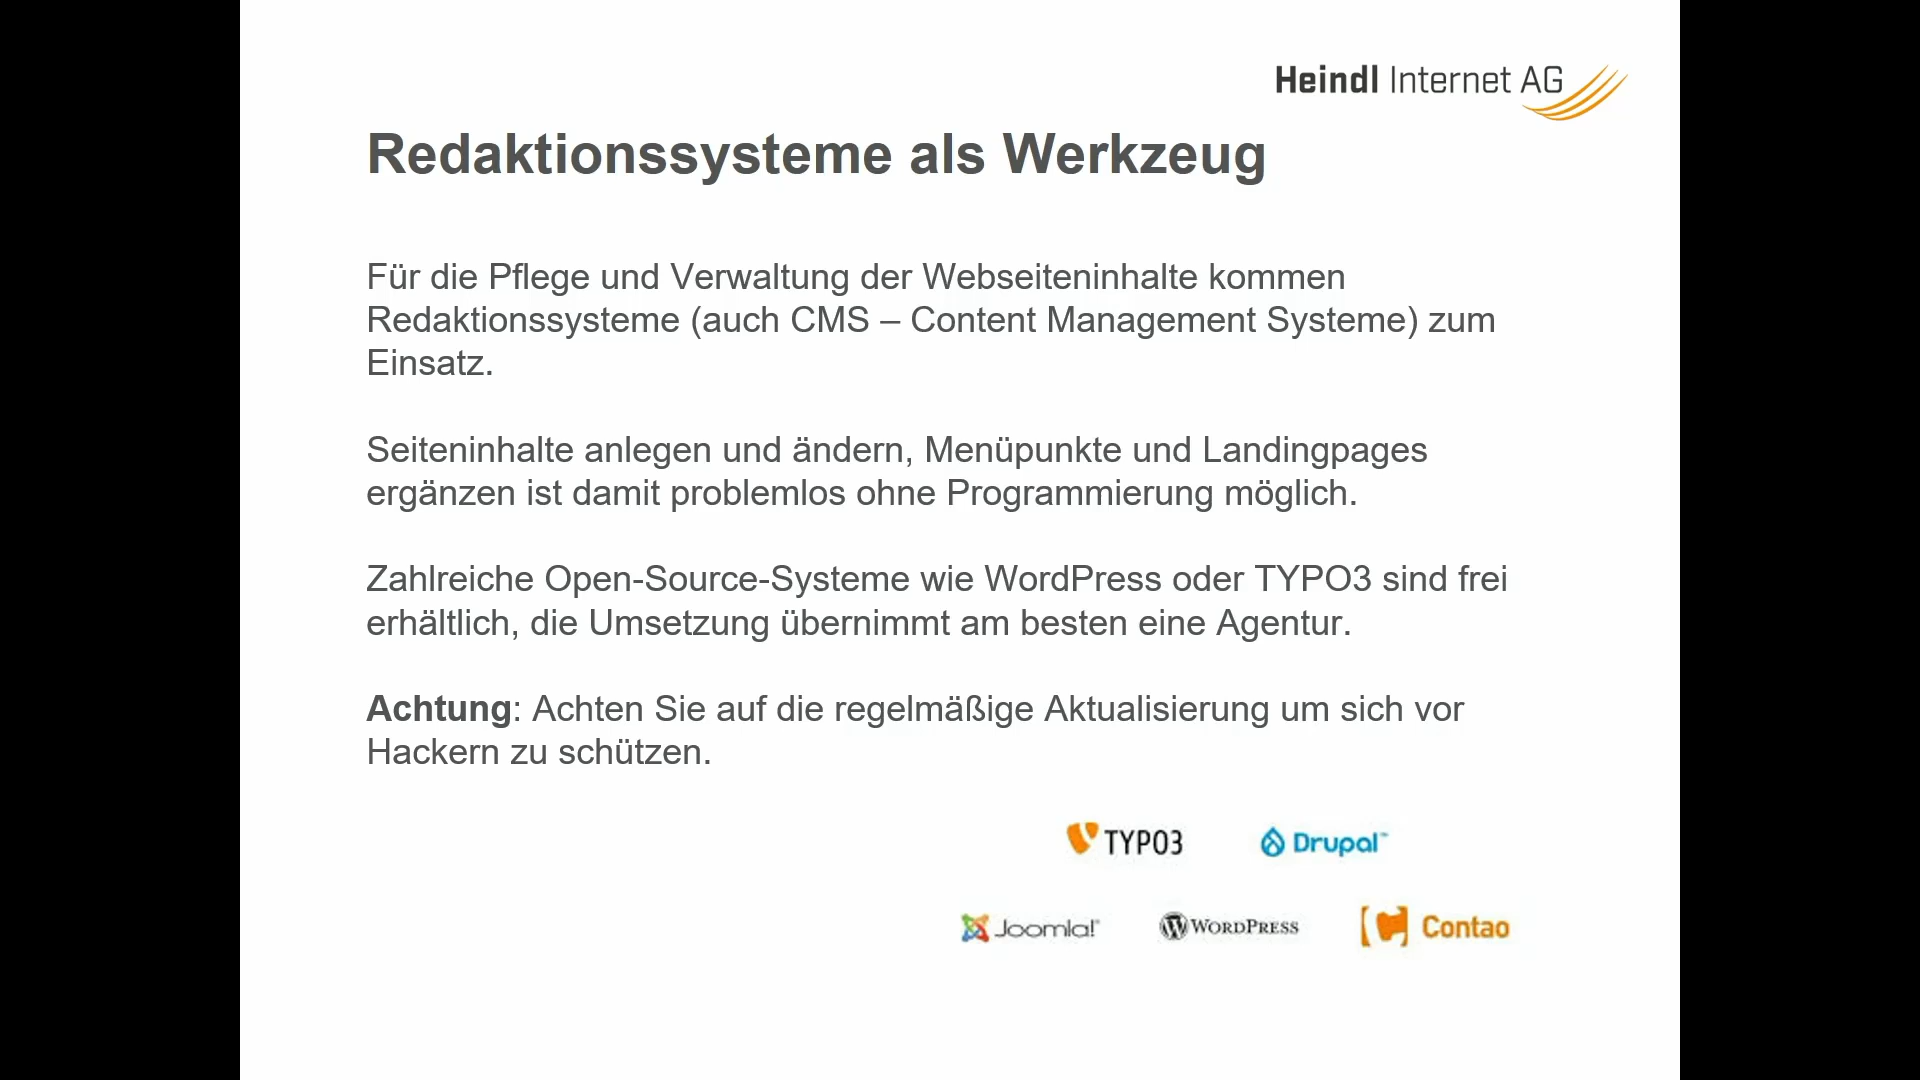 Heindl Internet AG
Redaktionssysteme als Werkzeug
Für die Pflege und Verwaltung der Webseiteninhalte kommen
Redaktionssysteme (auch CMS – Content Management Systeme) zum
Einsatz.
Seiteninhalte anlegen und ändern, Menüpunkte und Landingpages
ergänzen ist damit problemlos ohne Programmierung möglich.
Zahlreiche Open-Source-Systeme wie WordPress oder TYPO3 sind frei
erhältlich, die Umsetzung übernimmt am besten eine Agentur.
Achtung: Achten Sie auf die regelmäßige Aktualisierung um sich vor
Hackern zu schützen.
TYPO3 Drupal™
Joomla! WORDPRESS Contao